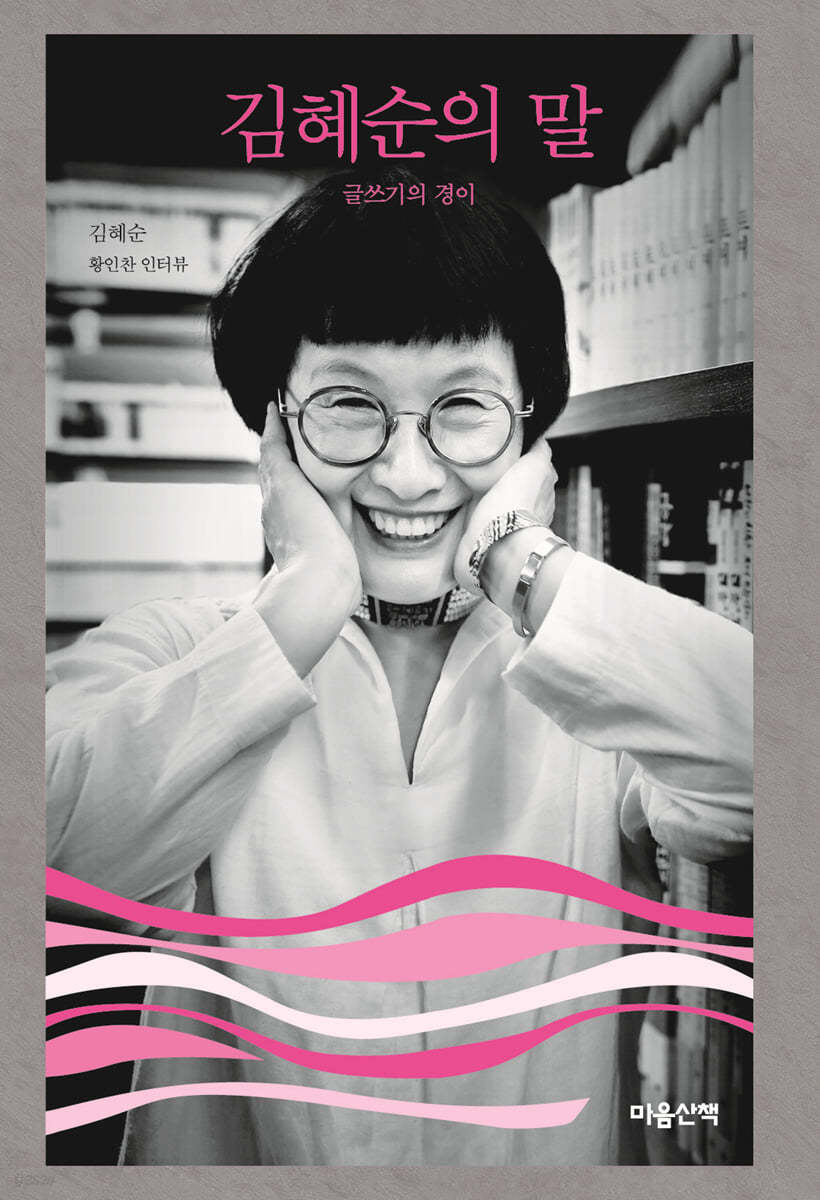 김혜순의 말
글쓰기의 경이
김혜순
황인찬 인터뷰
마음산책